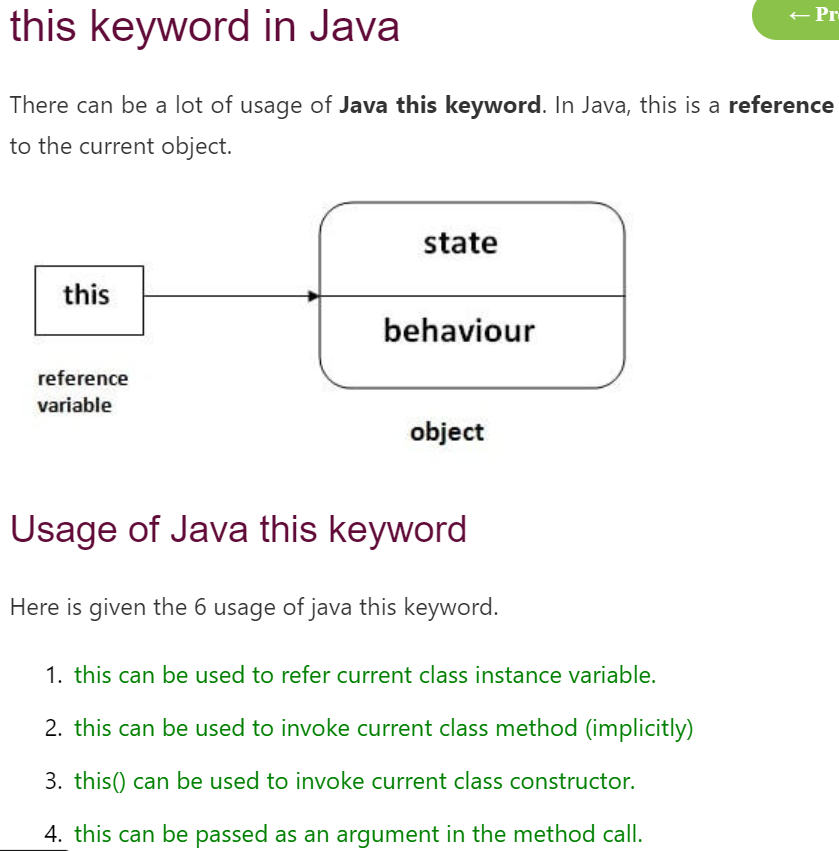 this keyword in Java
← Pr
There can be a lot of usage of Java this keyword. In Java, this is a reference
to the current object.
state
this
behaviour
reference
variable
object
Usage of Java this keyword
Here is given the 6 usage of java this keyword.
1. this can be used to refer current class instance variable.
2. this can be used to invoke current class method (implicitly)
3. this() can be used to invoke current class constructor.
4. this can be passed as an argument in the method call.